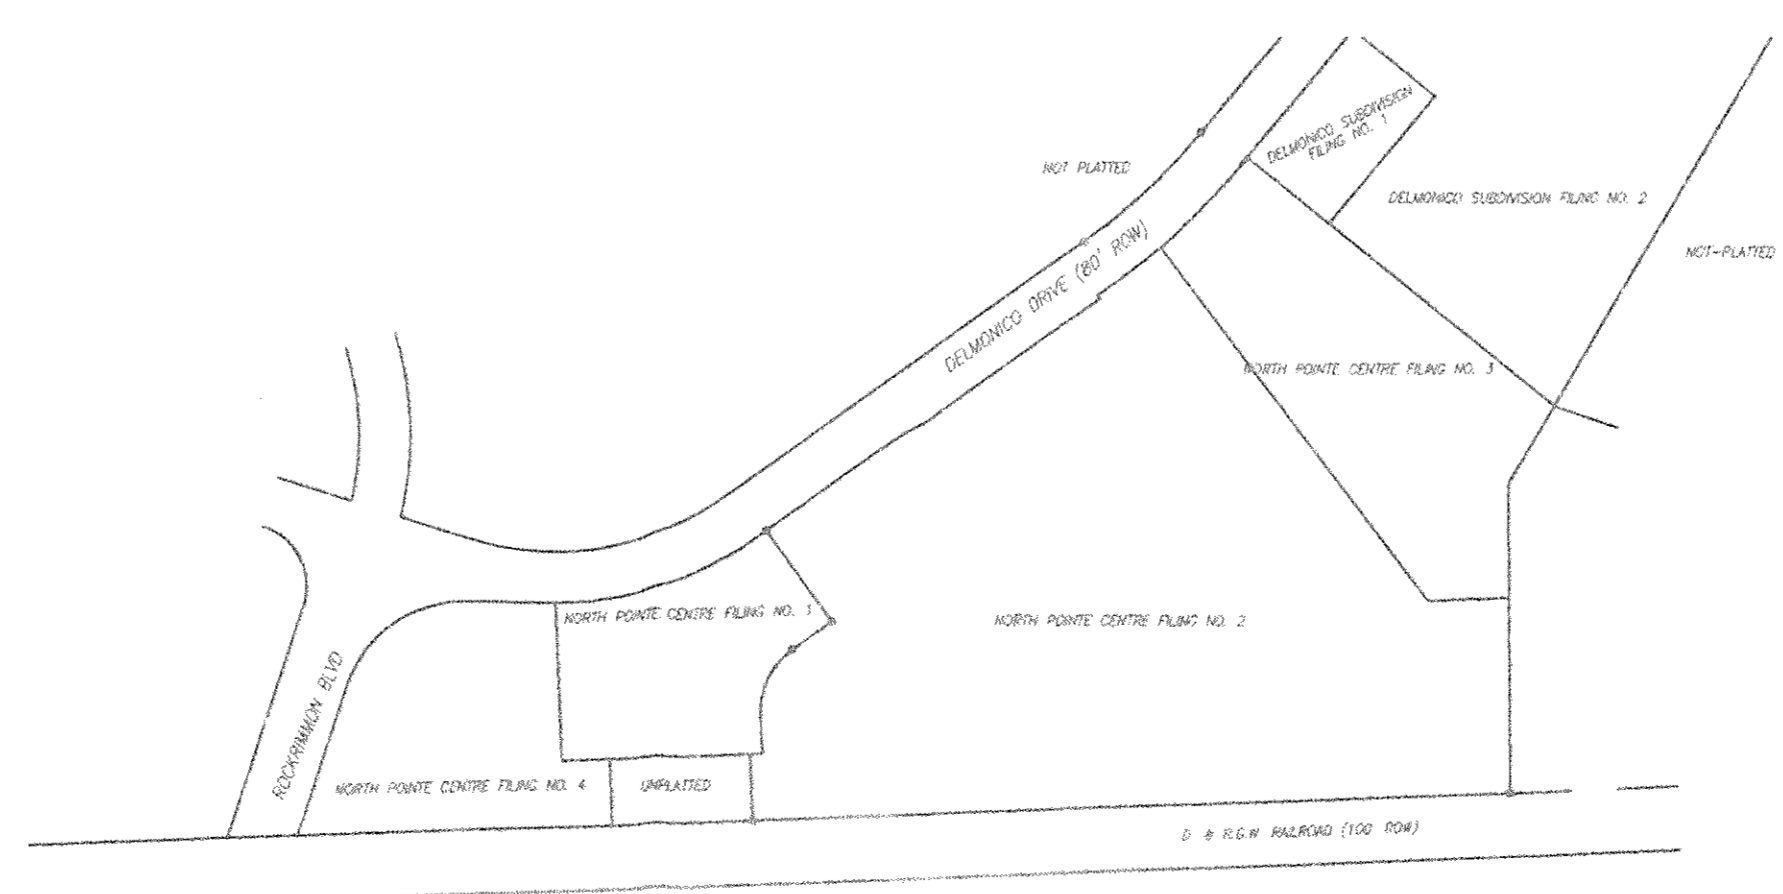 DELMONICO SUBDIVISION
FILING NO. 1
NOT PLATTED
DELMONICO SUBDIVISION FILING NO. 2
DELMONICO DRIVE (80' ROW)
NOT-PLATTED
NORTH POINTE CENTRE FILING NO. 3
NORTH POINTE CENTRE FILING NO. 1
NORTH POINTE CENTRE FILING NO. 2
ROCKRIMMON BLVD
NORTH POINTE CENTRE FILING NO. 4
UNPLATTED
D & R.G.W RAILROAD (100 ROW)